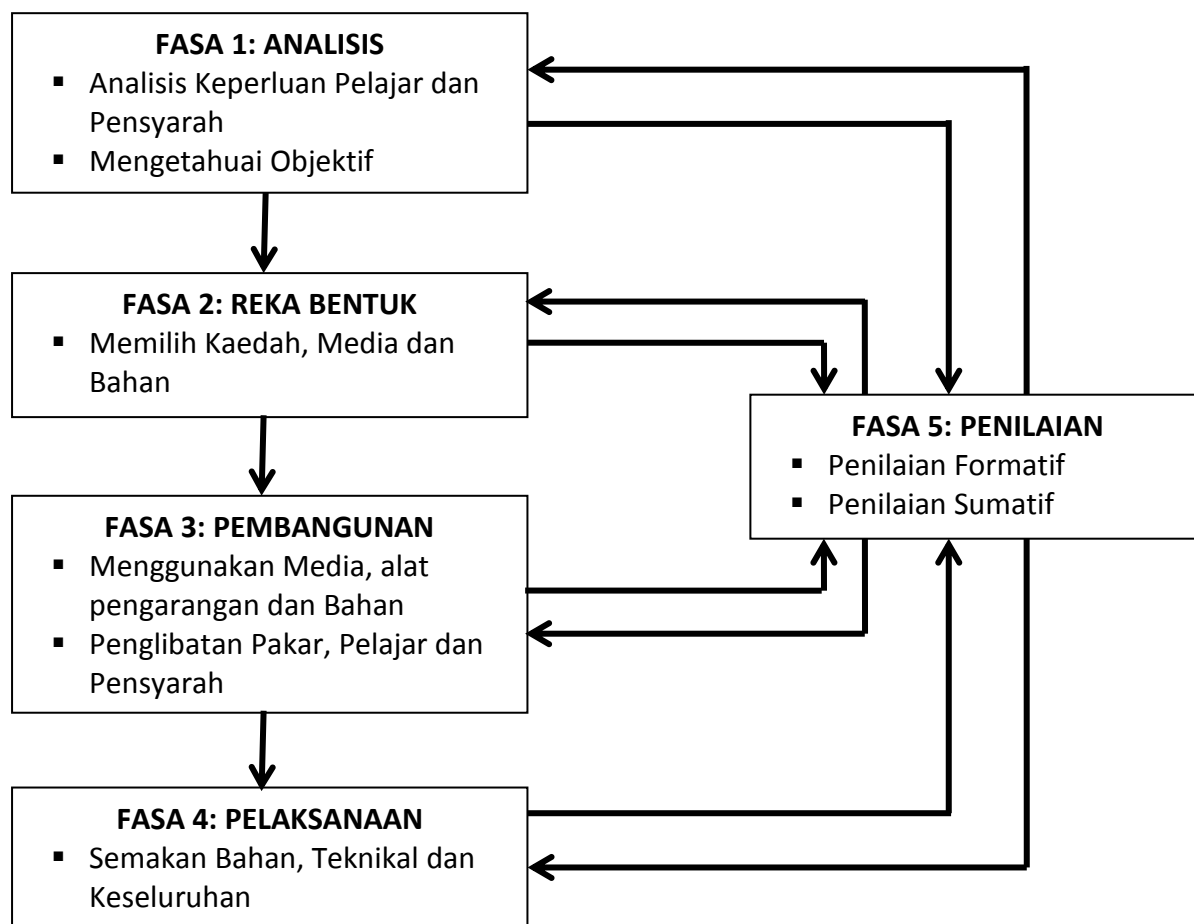 FASA 1: ANALISIS
▪ Analisis Keperluan Pelajar dan
Pensyarah
▪ Mengetahuai Objektif
FASA 2: REKA BENTUK
▪ Memilih Kaedah, Media dan
Bahan
FASA 5: PENILAIAN
▪ Penilaian Formatif
▪ Penilaian Sumatif
FASA 3: PEMBANGUNAN
▪ Menggunakan Media, alat
pengarangan dan Bahan
▪ Penglibatan Pakar, Pelajar dan
Pensyarah
FASA 4: PELAKSANAAN
▪ Semakan Bahan, Teknikal dan
Keseluruhan